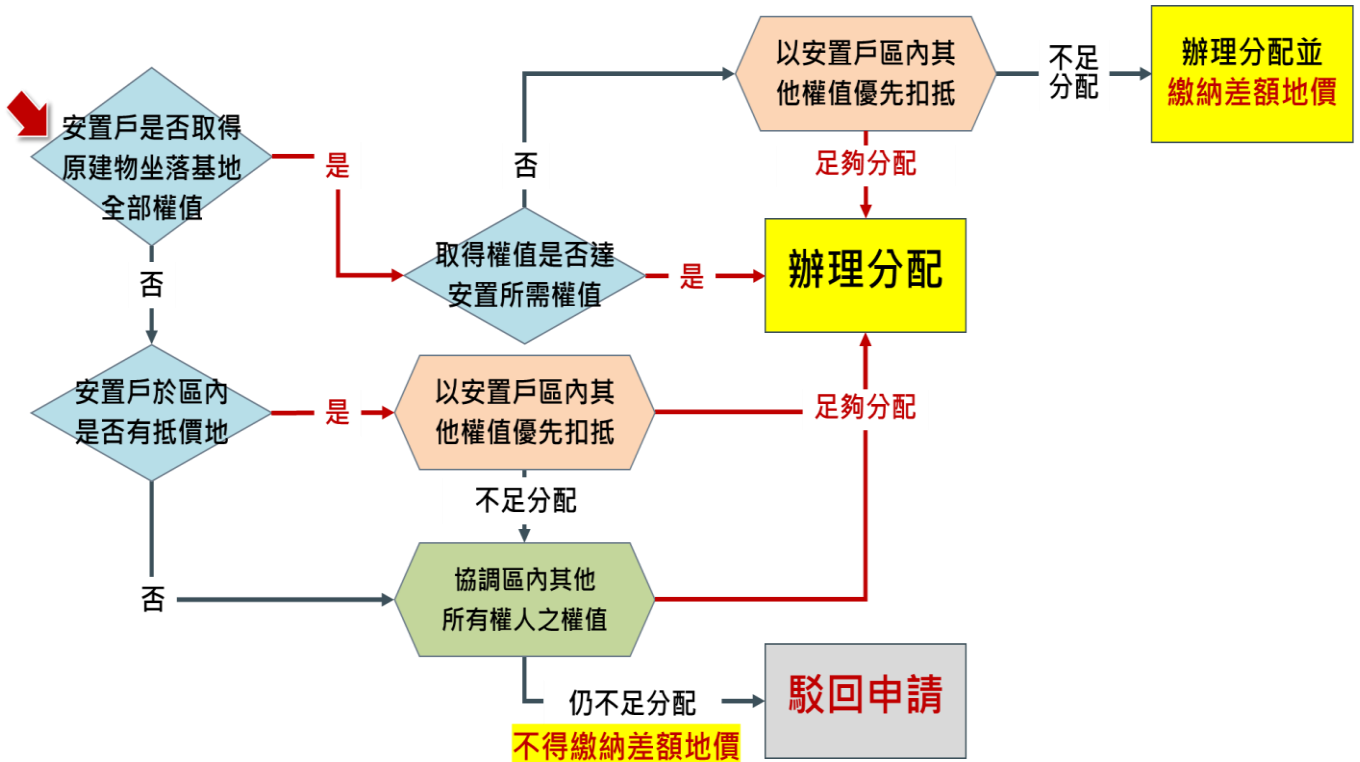 安置戶是否取得
原建物坐落基地
全部權值
是
否
取得權值是否達
安置所需權值
否
以安置戶區內其
他權值優先扣抵
不足
分配
辦理分配並
繳納差額地價
足夠分配
是
辦理分配
安置戶於區內
是否有抵價地
是
以安置戶區內其
他權值優先扣抵
足夠分配
不足分配
否
協調區內其他
所有權人之權值
仍不足分配
不得繳納差額地價
駁回申請